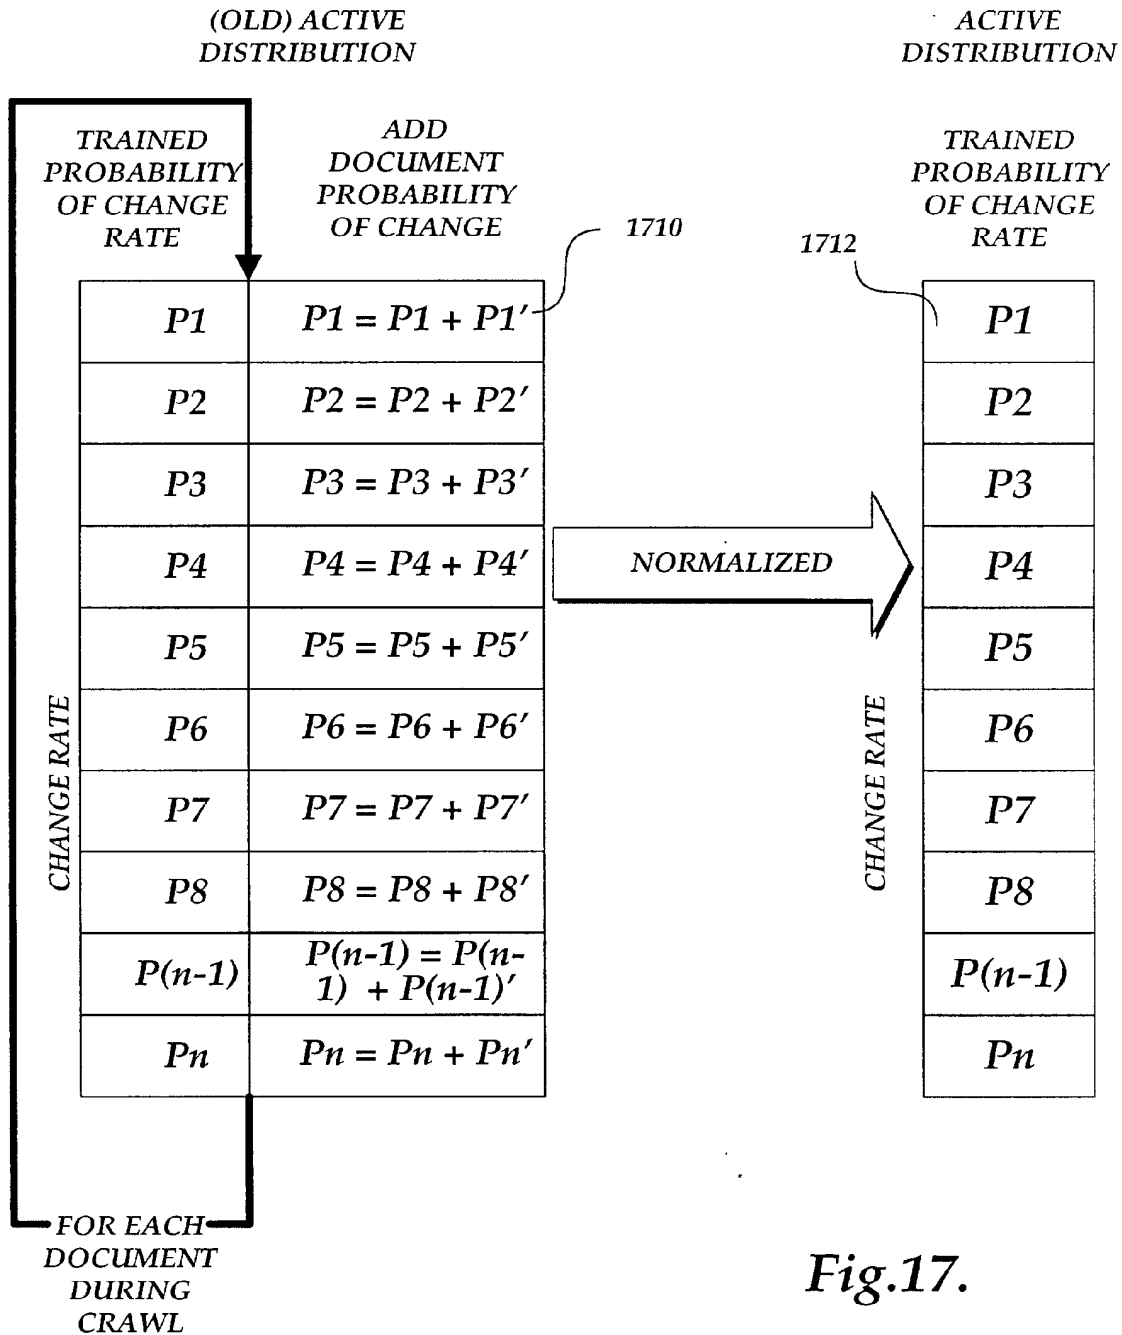 (OLD) ACTIVE
DISTRIBUTION
ACTIVE
DISTRIBUTION
TRAINED
PROBABILITY
OF CHANGE
RATE
ADD
DOCUMENT
PROBABILITY
OF CHANGE
1710
1712
TRAINED
PROBABILITY
OF CHANGE
RATE
P1
P1 = P1 + P1'
P1
P2
P2 = P2 + P2'
P2
P3
P3 = P3 + P3'
P3
P4
P4 = P4 + P4'
NORMALIZED
P4
P5
P5 = P5 + P5'
P5
P6
P6 = P6 + P6'
P6
P7
P7 = P7 + P7'
P7
CHANGE RATE
CHANGE RATE
P8
P8 = P8 + P8'
P8
P(n-1)
P(n-1) = P(n-
1) + P(n-1)'
P(n-1)
Pn
Pn = Pn + Pn'
Pn
FOR EACH
DOCUMENT
DURING
CRAWL
Fig.17.